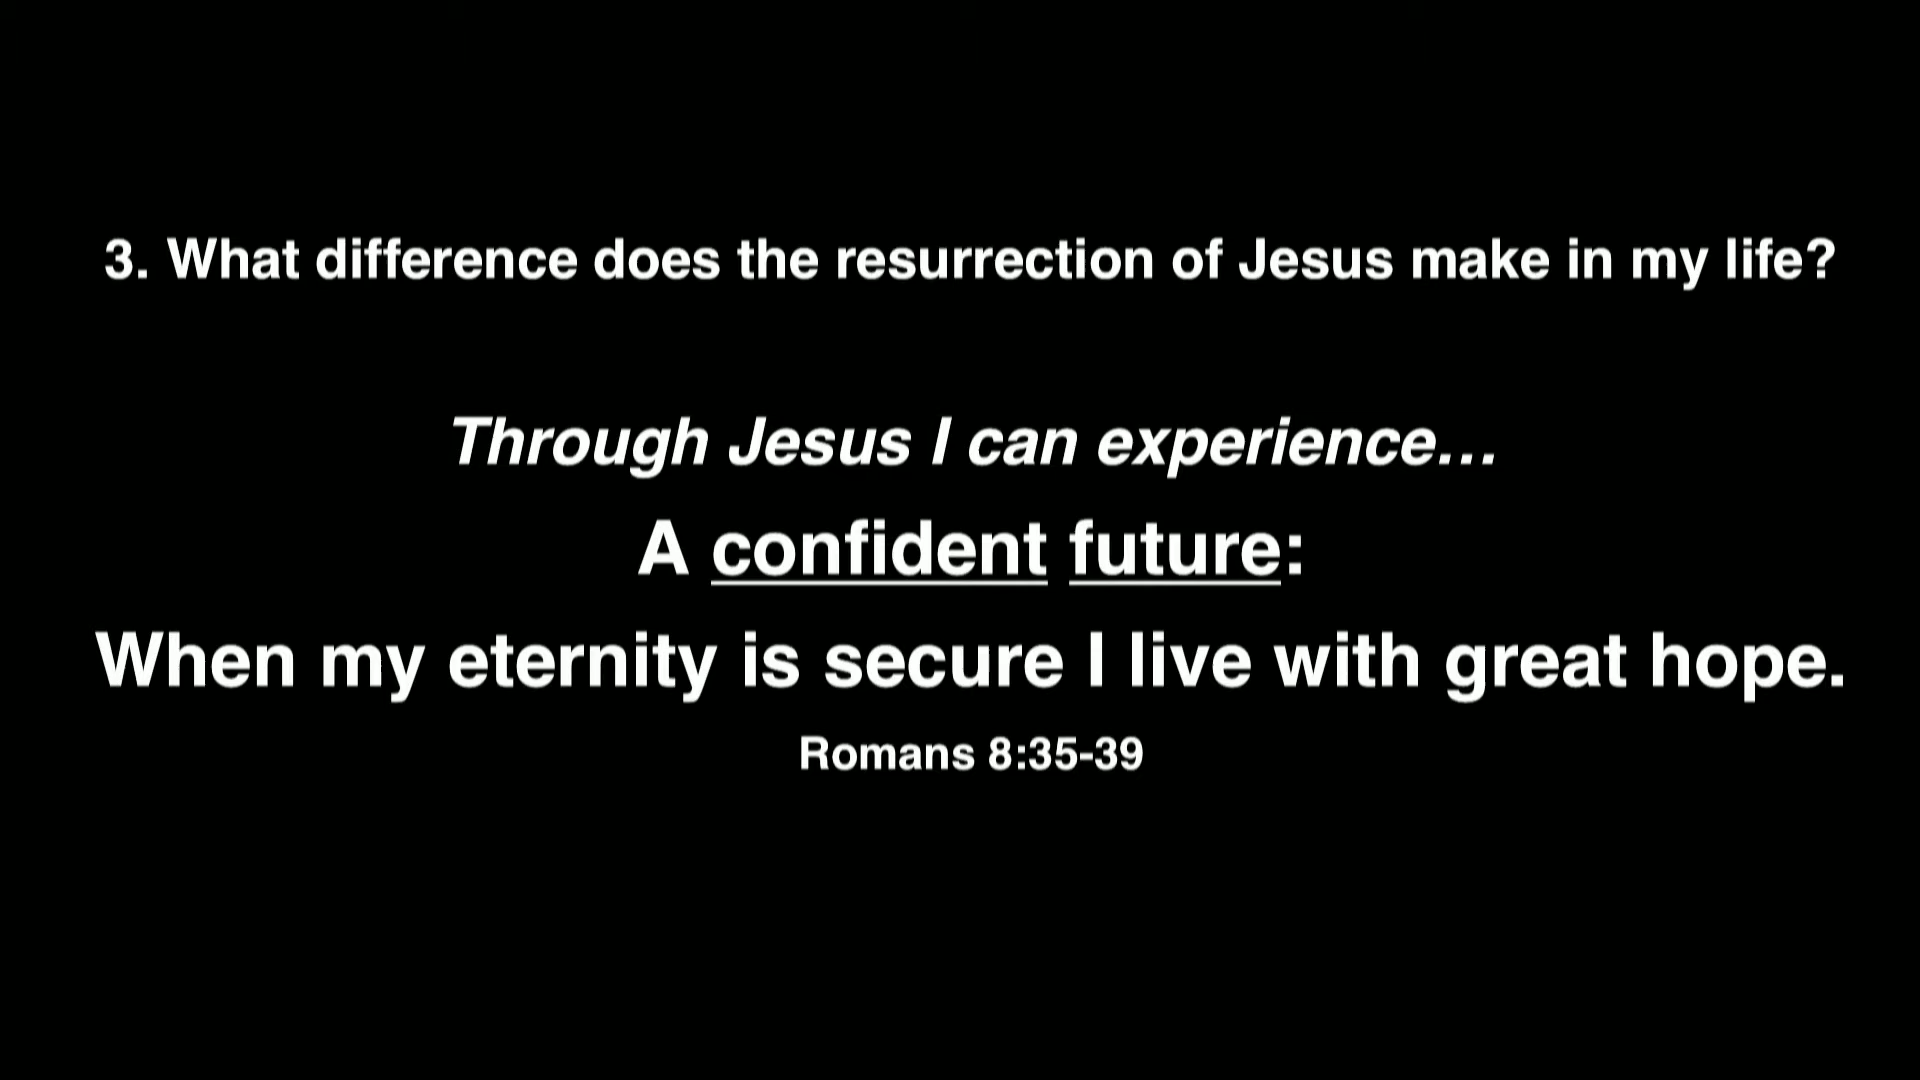 3. What difference does the resurrection of Jesus make in my life?
Through Jesus I can experience...
A confident future:
When my eternity is secure I live with great hope.
Romans 8:35-39